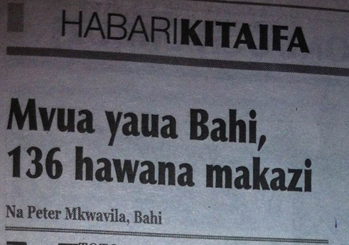 HABARIKITAIFA
Mvua yaua Bahi,
136 hawana makazi
Na Peter Mkwavila, Bahi